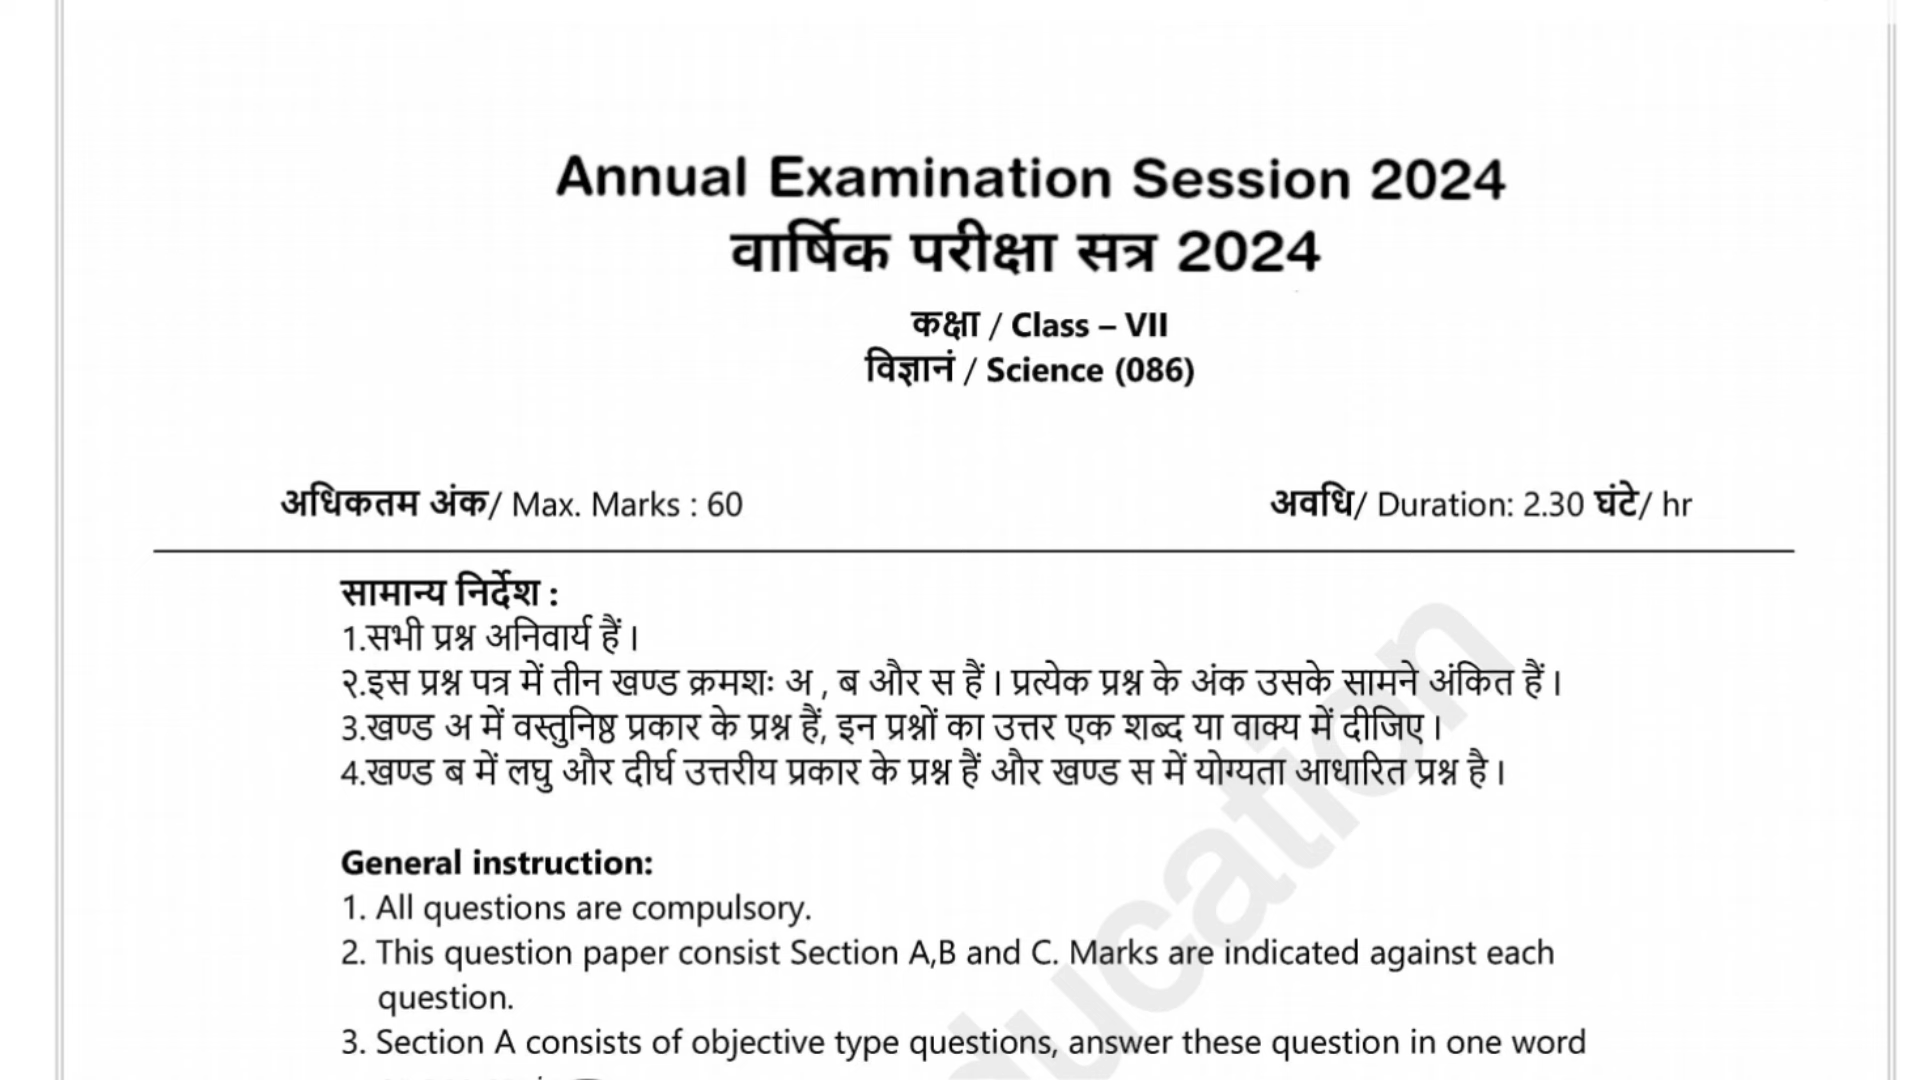 Annual Examination Session 2024
वार्षिक परीक्षा सत्र 2024
कक्षा / Class – VII
विज्ञानं / Science (086)
अधिकतम अंक/ Max. Marks : 60 अवधि/ Duration: 2.30 घंटे/ hr
सामान्य निर्देश :
1.सभी प्रश्न अनिवार्य हैं ।
२.इस प्रश्न पत्र में तीन खण्ड क्रमशः अ , ब और स हैं । प्रत्येक प्रश्न के अंक उसके सामने अंकित हैं ।
3.खण्ड अ में वस्तुनिष्ठ प्रकार के प्रश्न हैं, इन प्रश्नों का उत्तर एक शब्द या वाक्य में दीजिए ।
4.खण्ड ब में लघु और दीर्घ उत्तरीय प्रकार के प्रश्न हैं और खण्ड स में योग्यता आधारित प्रश्न है ।
General instruction:
1. All questions are compulsory.
2. This question paper consist Section A,B and C. Marks are indicated against each
question.
3. Section A consists of objective type questions, answer these question in one word
ducation